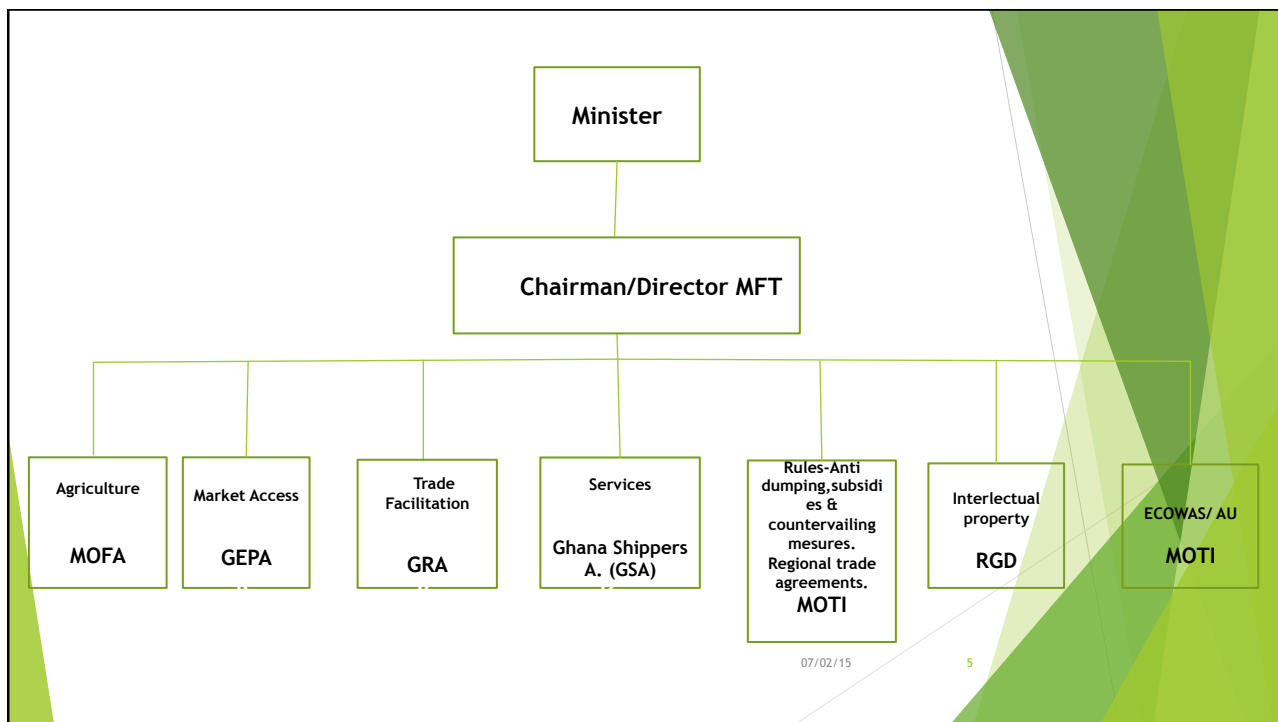 Minister
Chairman/Director MFT
Agriculture
MOFA
Market Access
GEPA
Trade
Facilitation
GRA
Services
Ghana Shippers
A. (GSA)
Rules-Anti
dumping,subsidi
es &
countervailing
mesures.
Regional trade
agreements.
MOTI
Interlectual
property
RGD
ECOWAS/ AU
MOTI
07/02/15
5